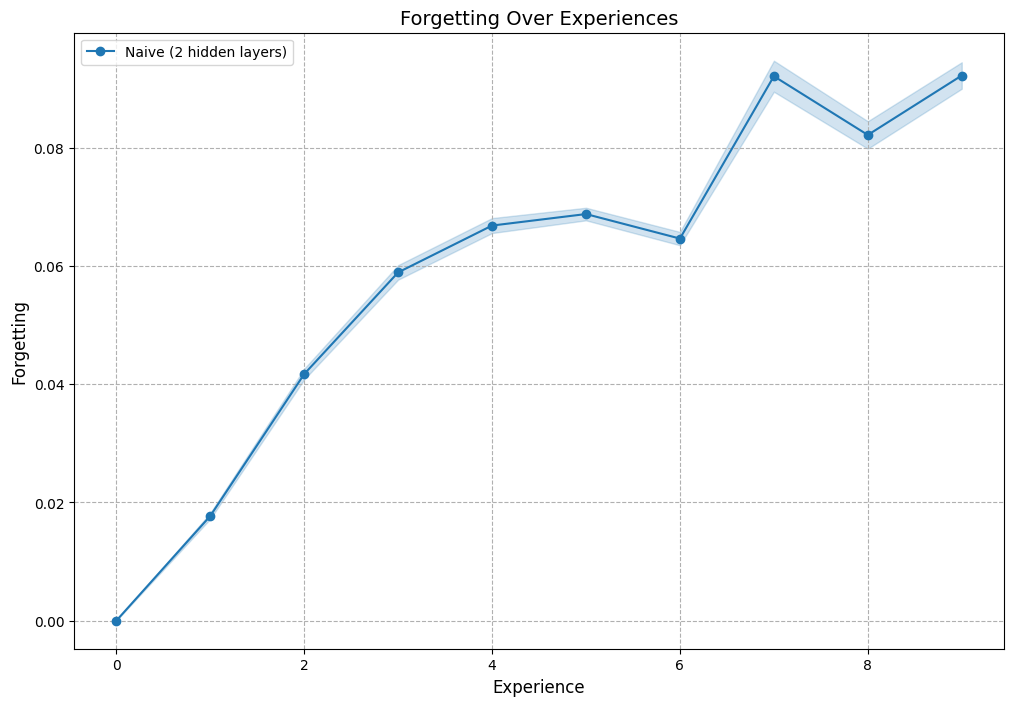 Forgetting Over Experiences
Naive (2 hidden layers)
Forgetting
0.08
0.06
0.04
0.02
0.00
0 2 4 6 8
Experience